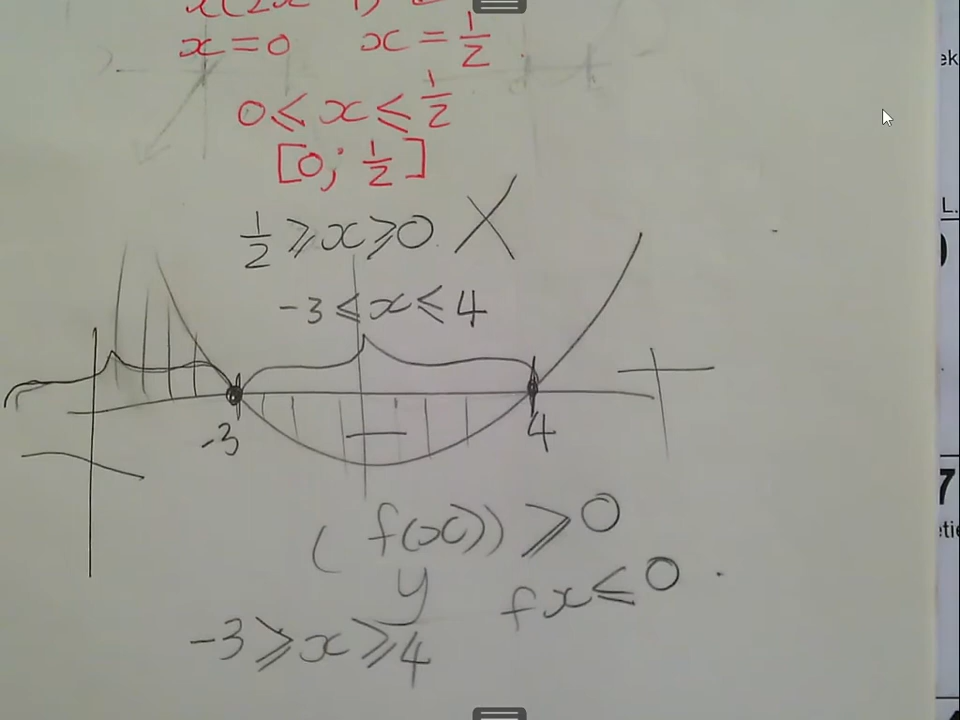 x=0 x=1/2
0≤x≤1/2
[0; 1/2]
1/2 ⩾x⩾0 X
-3⩽x⩽4
-3 4
+ - +
(f(x))⩾0
y fx⩽0.
-3⩾x⩾4
L.
7